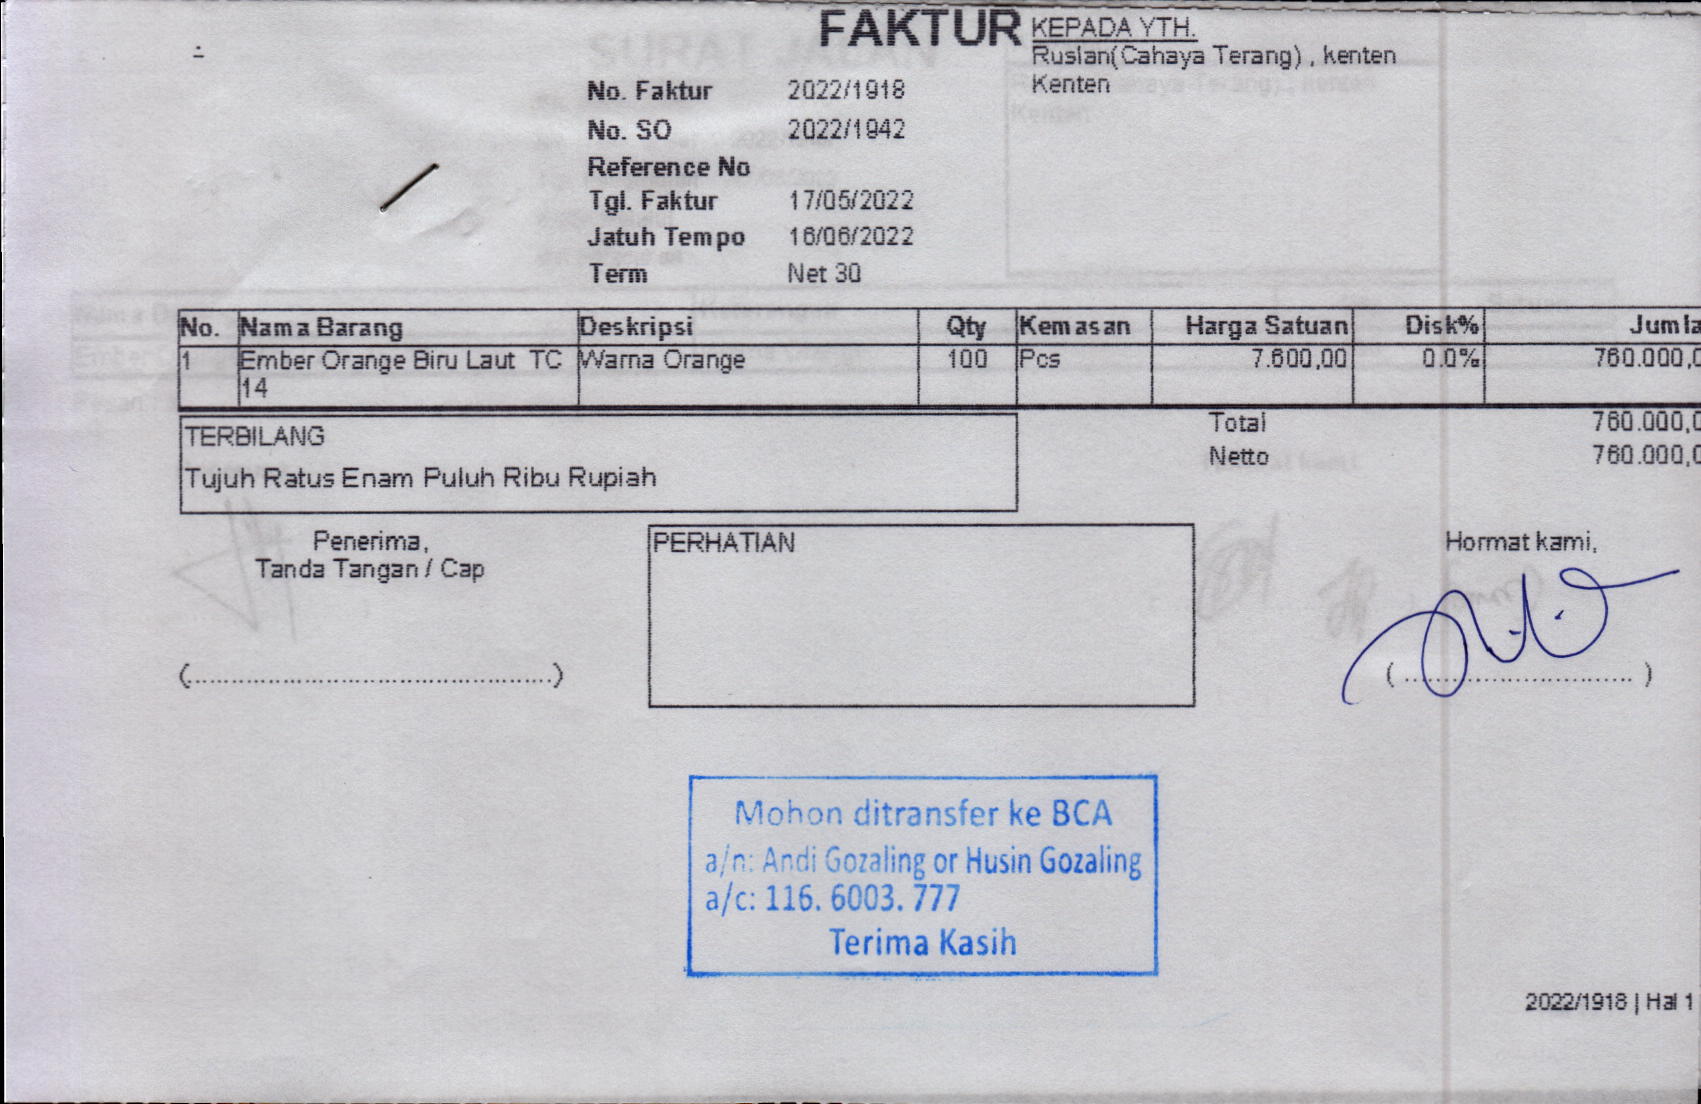 FAKTUR
KEPADA YTH.
Ruslan(Cahaya Terang) , kenten
Kenten
No. Faktur 2022/1918
No. SO 2022/1942
Reference No
Tgl. Faktur 17/05/2022
Jatuh Tempo 16/06/2022
Term Net 30
No. Nama Barang Deskripsi Qty Kemasan Harga Satuan Disk% Jumla
1 Ember Orange Biru Laut TC Warna Orange 100 Pcs 7.600,00 0.0% 760.000,0
14
Total 760.000,0
TERBILANG
Netto 760.000,0
Tujuh Ratus Enam Puluh Ribu Rupiah
Penerima,
Tanda Tangan / Cap
PERHATIAN
Hormat kami,
(..............................................)
( ............................. )
Mohon ditransfer ke BCA
a/n: Andi Gozaling or Husin Gozaling
a/c: 116. 6003. 777
Terima Kasih
2022/1918 | Hal 1